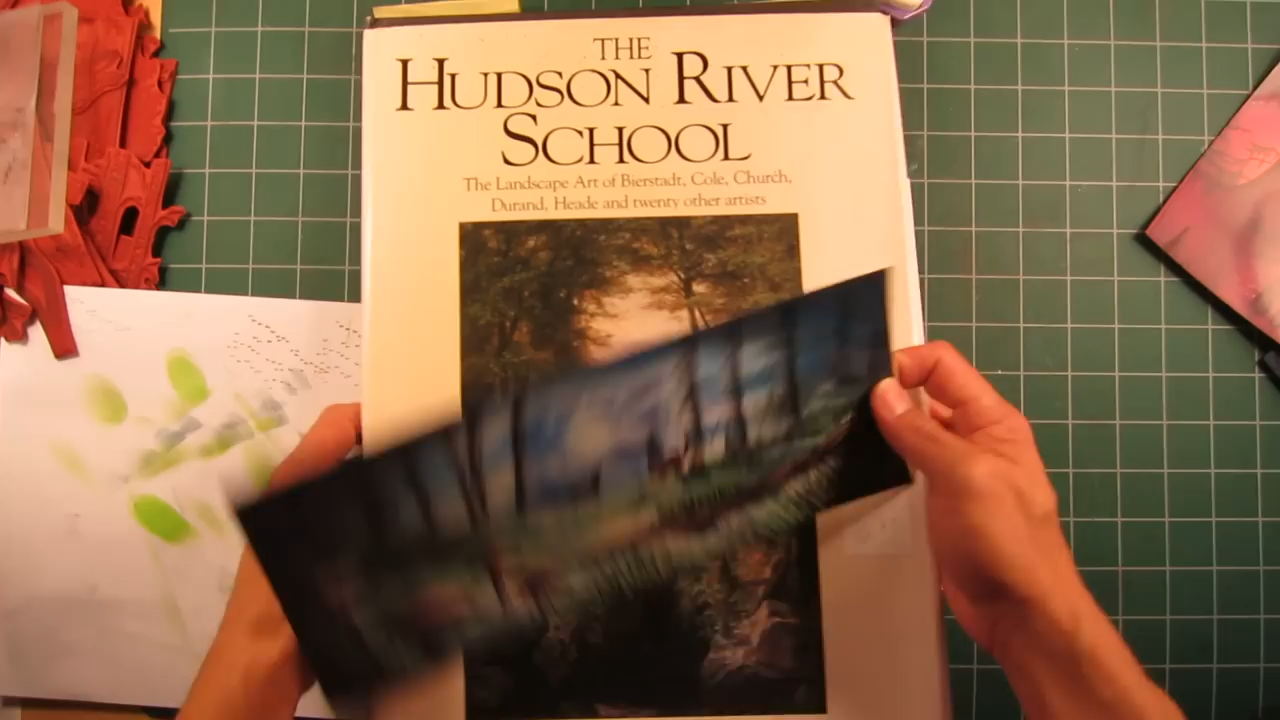 THE
HUDSON RIVER
SCHOOL
The Landscape Art of Bierstadt, Cole, Church,
Durand, Heade and twenty other artists